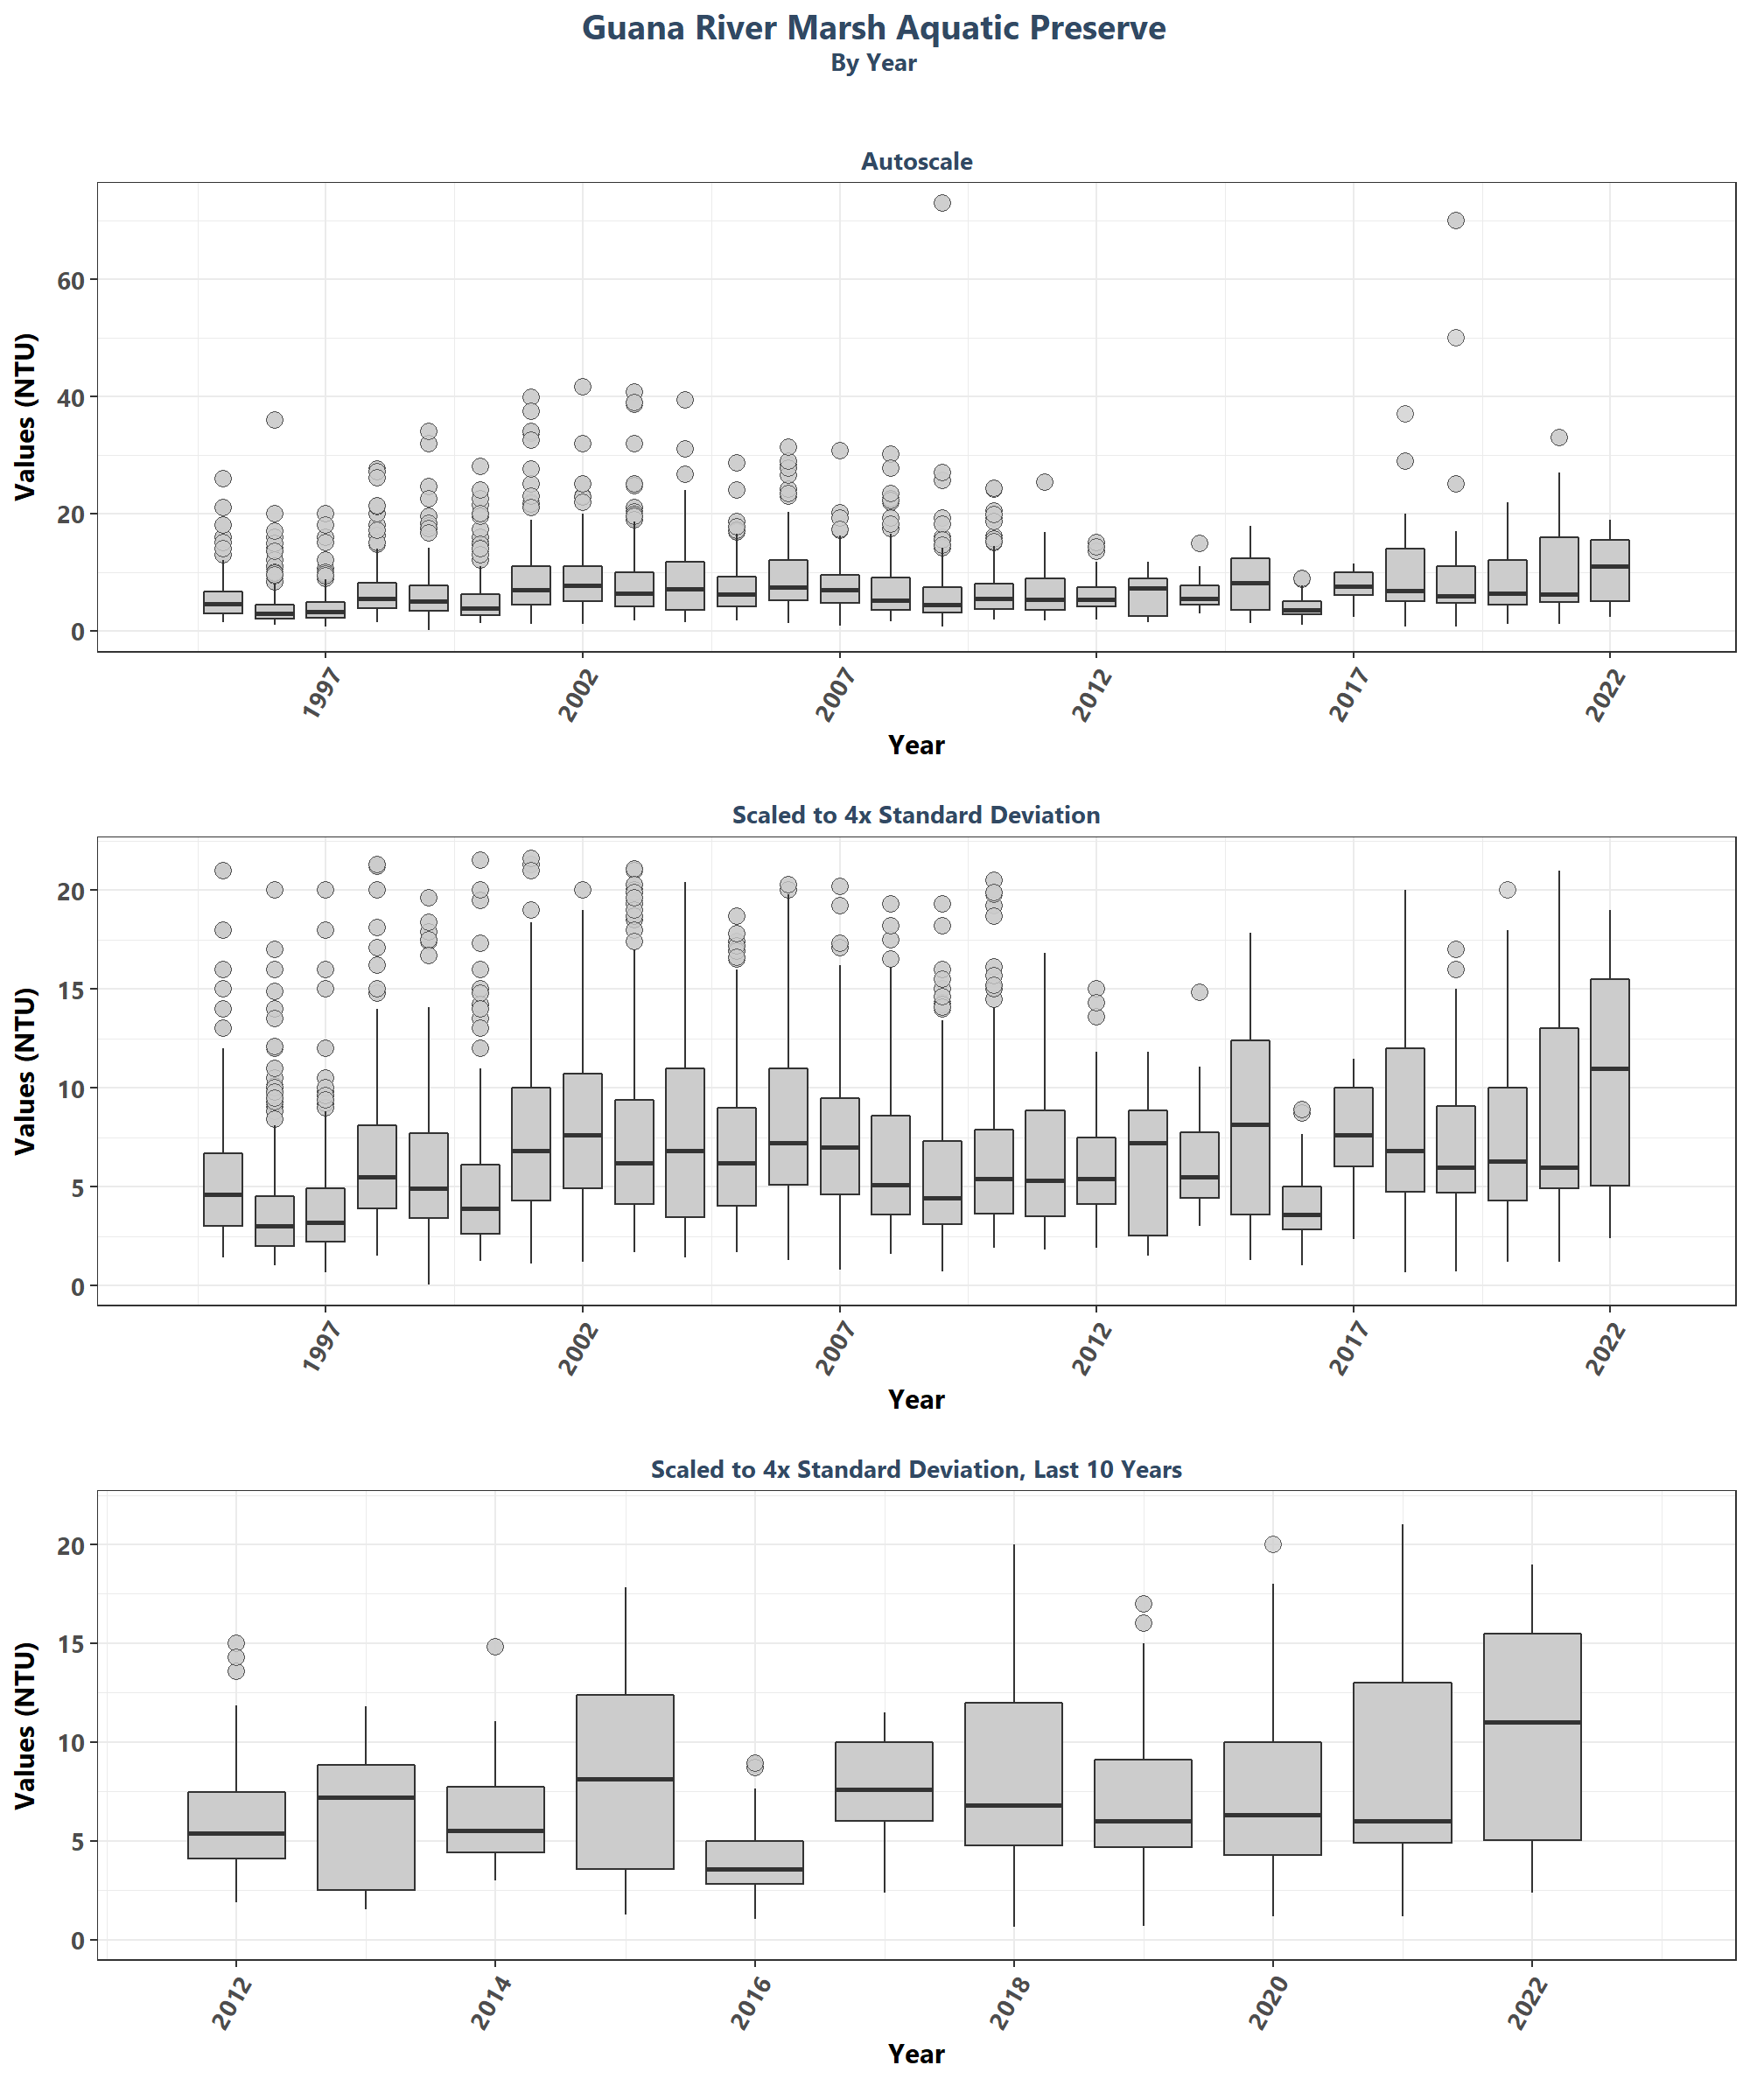 Guana River Marsh Aquatic Preserve
By Year
Autoscale
Values (NTU)
60
40
20
0
1997
2002
2007
2012
2017
2022
Year
Scaled to 4x Standard Deviation
Values (NTU)
20
15
10
5
0
1997
2002
2007
2012
2017
2022
Year
Scaled to 4x Standard Deviation, Last 10 Years
Values (NTU)
20
15
10
5
0
2012
2014
2016
2018
2020
2022
Year